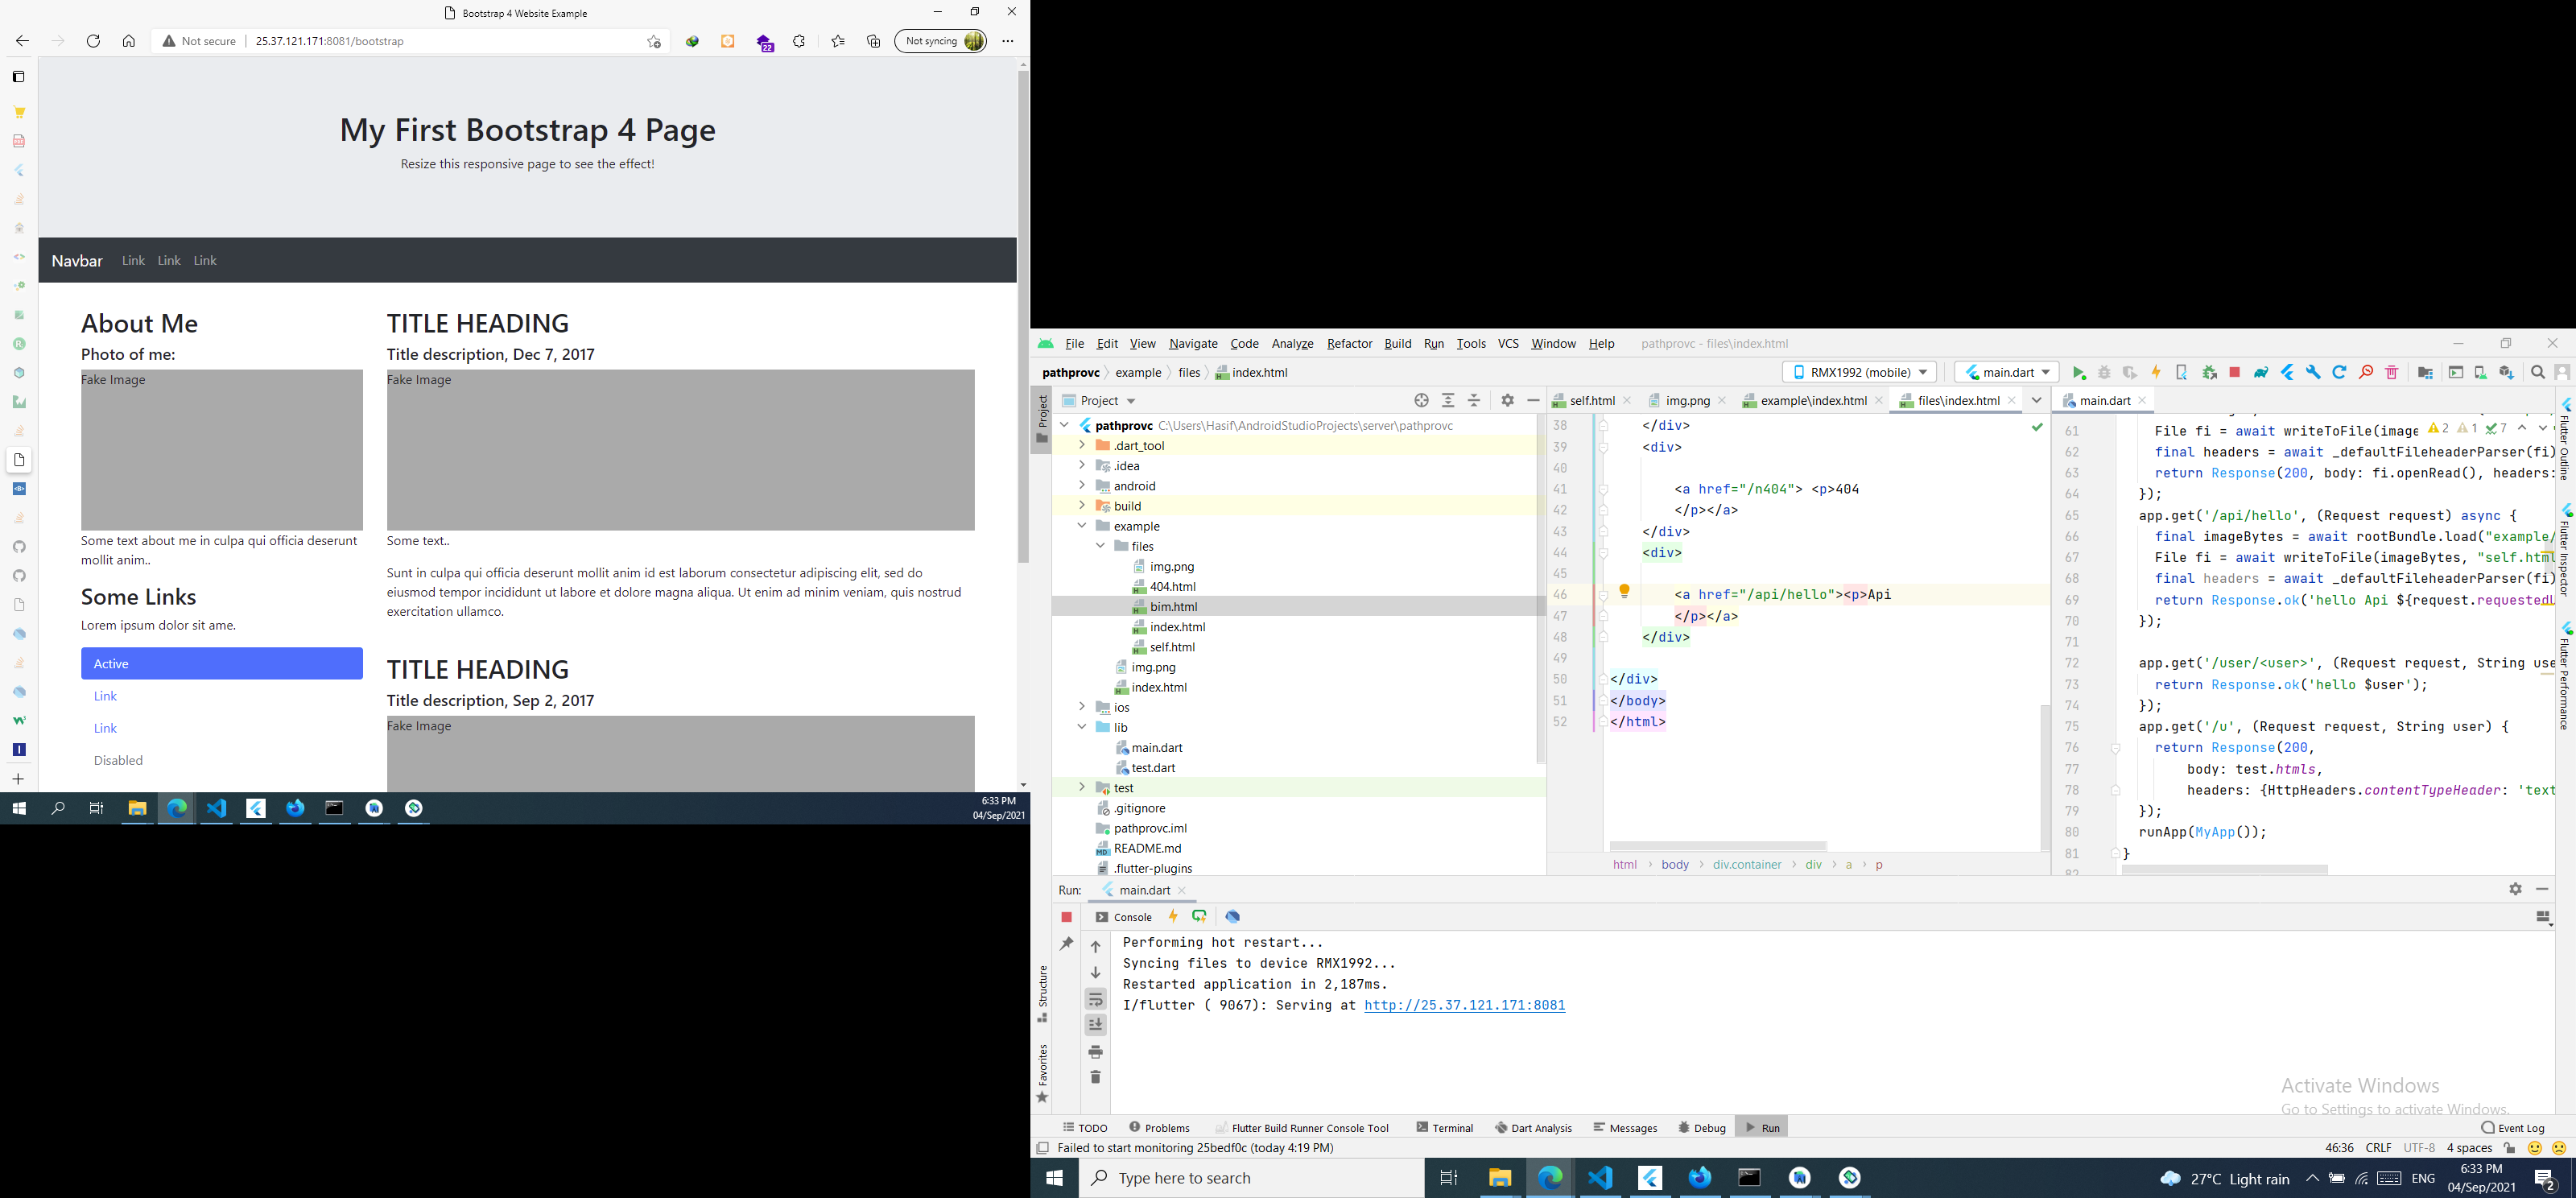 Bootstrap 4 Website Example
Not secure
25.37.121.171:8081/bootstrap
22
Not syncing
My First Bootstrap 4 Page
Resize this responsive page to see the effect!
Navbar Link Link Link
About Me
Photo of me:
Fake Image
Some text about me in culpa qui officia deserunt
mollit anim..
Some Links
Lorem ipsum dolor sit ame.
Active
Link
Link
Disabled
TITLE HEADING
Title description, Dec 7, 2017
Fake Image
Some text..
Sunt in culpa qui officia deserunt mollit anim id est laborum consectetur adipiscing elit, sed do
eiusmod tempor incididunt ut labore et dolore magna aliqua. Ut enim ad minim veniam, quis nostrud
exercitation ullamco.
TITLE HEADING
Title description, Sep 2, 2017
Fake Image
6:33 PM
04/Sep/2021
File Edit View Navigate Code Analyze Refactor Build Run Tools VCS Window Help pathprovc - files\index.html
pathprovc example files index.html
RMX1992 (mobile) main.dart
Project
Project
pathprovc C:\Users\Hasif\AndroidStudioProjects\server\pathprovc
.dart_tool
.idea
android
build
example
files
img.png
404.html
bim.html
index.html
self.html
img.png
index.html
ios
lib
main.dart
test.dart
test
.gitignore
pathprovc.iml
README.md
.flutter-plugins
self.html img.png example\index.html files\index.html
38 </div>
39 <div>
40
41 <a href="/n404"> <p>404
42 </p></a>
43 </div>
44 <div>
45
46 <a href="/api/hello"><p>Api
47 </p></a>
48 </div>
49
50 </div>
51 </body>
52 </html>
html body div.container div a p
main.dart
2 1 7
61 File fi = await writeToFile(image
62 final headers = await _defaultFileheaderParser(fi)
63 return Response(200, body: fi.openRead(), headers:
64 });
65 app.get('/api/hello', (Request request) async {
66 final imageBytes = await rootBundle.load("example/
67 File fi = await writeToFile(imageBytes, "self.html
68 final headers = await _defaultFileheaderParser(fi)
69 return Response.ok('hello Api ${request.requestedU
70 });
71
72 app.get('/user/<user>', (Request request, String use
73 return Response.ok('hello $user');
74 });
75 app.get('/u', (Request request, String user) {
76 return Response(200,
77 body: test.htmls,
78 headers: {HttpHeaders.contentTypeHeader: 'text
79 });
80 runApp(MyApp());
81 }
82
Flutter Outline
Flutter Inspector
Flutter Performance
Run: main.dart
Console
Performing hot restart...
Syncing files to device RMX1992...
Restarted application in 2,187ms.
I/flutter ( 9067): Serving at http://25.37.121.171:8081
Structure
Favorites
Activate Windows
Go to Settings to activate Windows.
TODO Problems Flutter Build Runner Console Tool Terminal Dart Analysis Messages Debug Run Event Log
Failed to start monitoring 25bedf0c (today 4:19 PM)
46:36 CRLF UTF-8 4 spaces
Type here to search
27°C Light rain
ENG
6:33 PM
04/Sep/2021
2